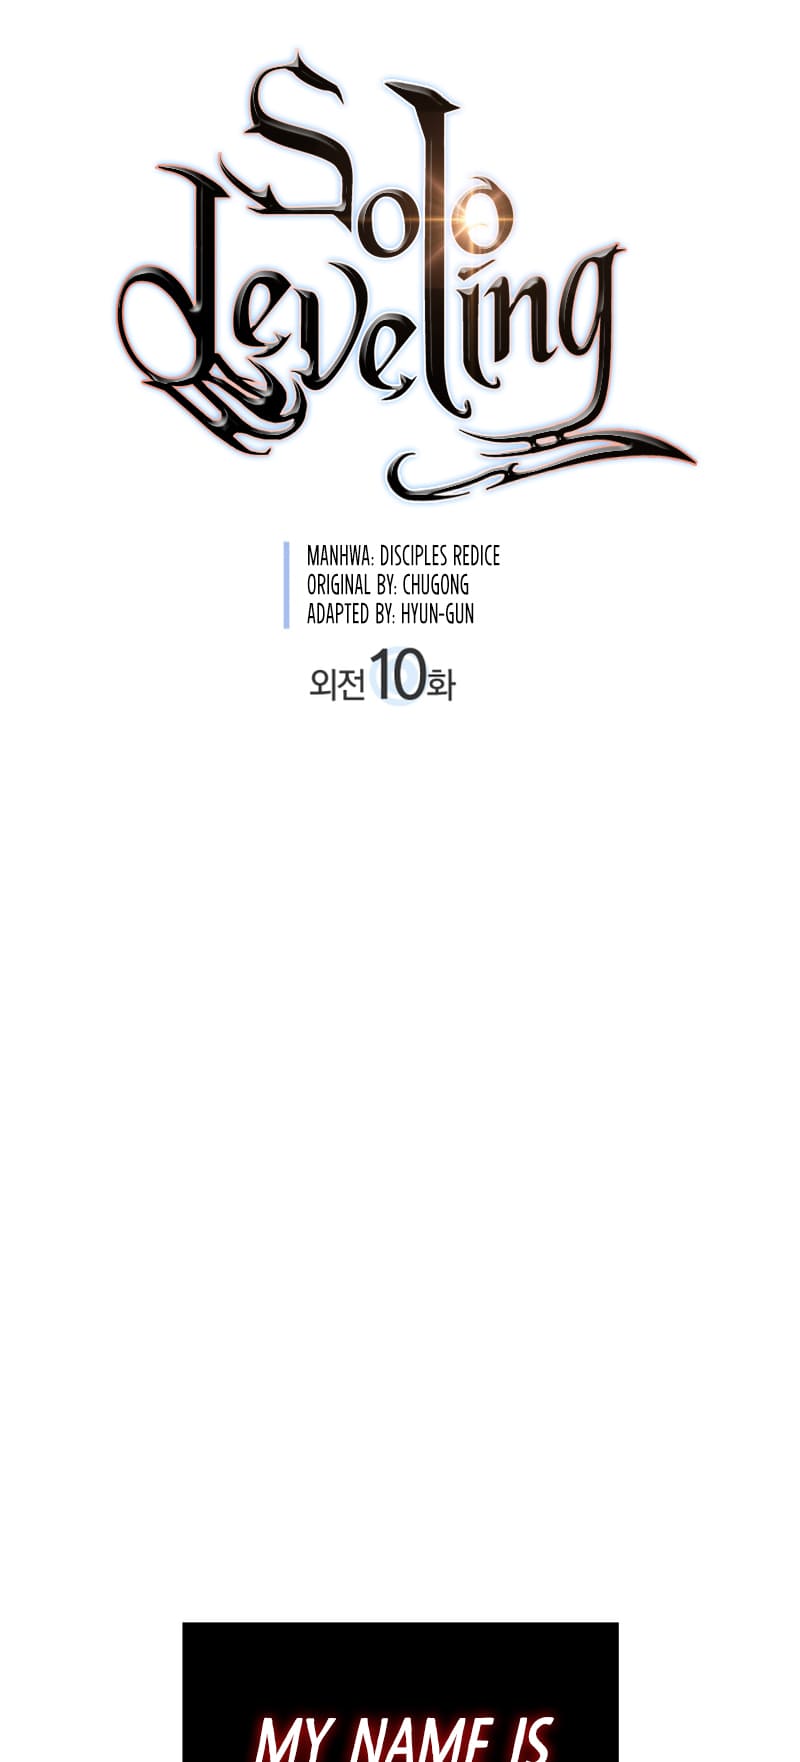 Solo
Leveling
MANHWA: DISCIPLES REDICE
ORIGINAL BY: CHUGONG
ADAPTED BY: HYUN-GUN
외전10화
MY NAME IS